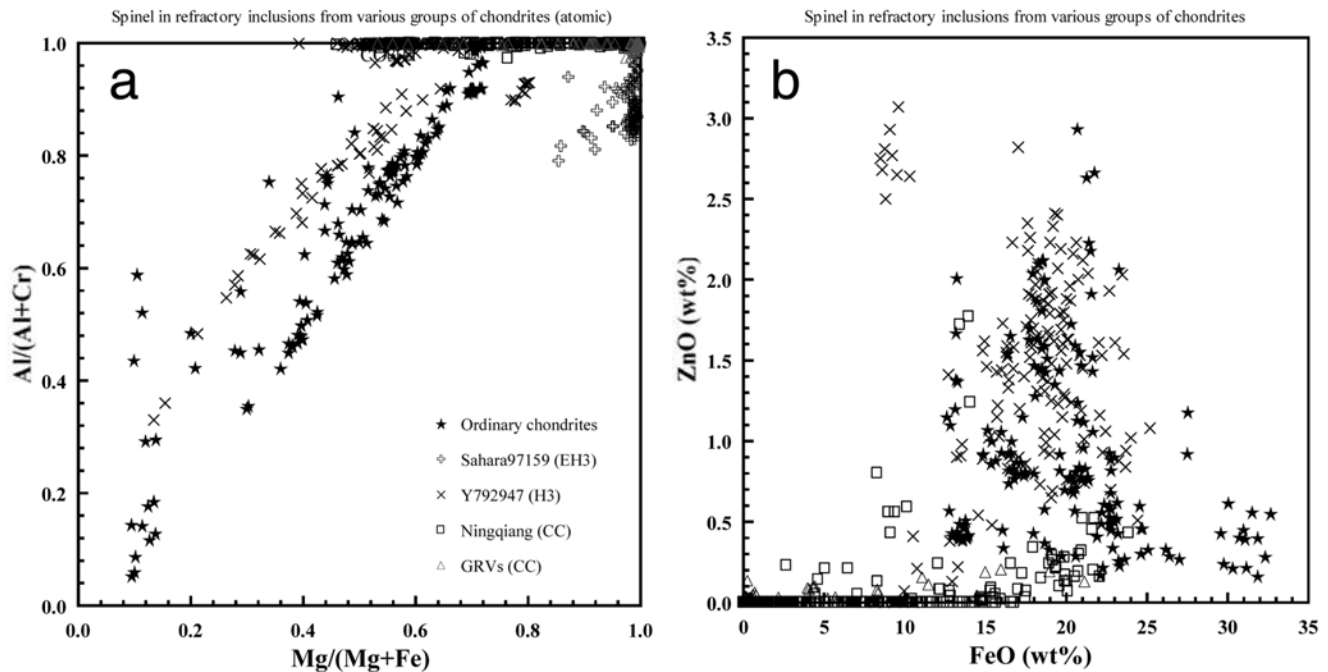 Spinel in refractory inclusions from various groups of chondrites (atomic)
a
1.0
0.8
0.6
0.4
0.2
0.0
Al/(Al+Cr)
Ordinary chondrites
Sahara97159 (EH3)
Y792947 (H3)
Ningqiang (CC)
GRVs (CC)
0.0 0.2 0.4 0.6 0.8 1.0
Mg/(Mg+Fe)
Spinel in refractory inclusions from various groups of chondrites
b
3.5
3.0
2.5
2.0
1.5
1.0
0.5
0.0
ZnO (wt%)
0 5 10 15 20 25 30 35
FeO (wt%)